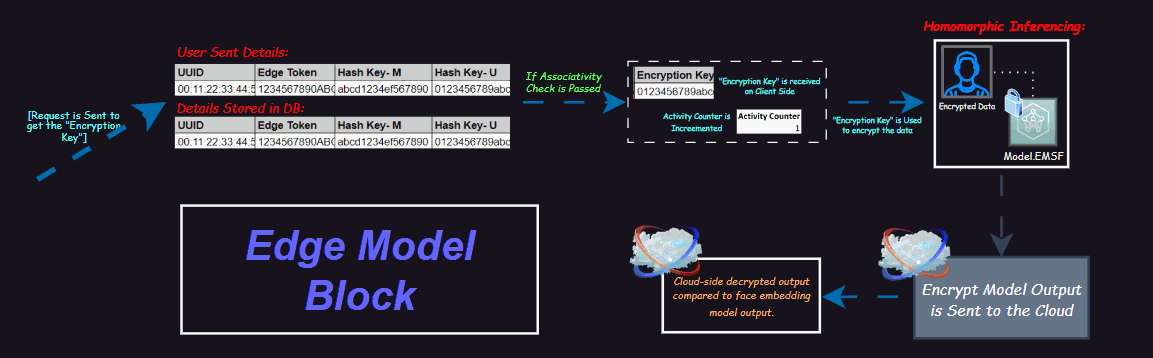 Homomorphic Inferencing:
User Sent Details:
UUID Edge Token Hash Key- M Hash Key- U
00:11:22:33:44:5 1234567890ABC abcd1234ef567890 0123456789abc
Details Stored in DB:
UUID Edge Token Hash Key- M Hash Key- U
00:11:22:33:44:5 1234567890ABC abcd1234ef567890 0123456789abc
[Request is Sent to
get the "Encryption
Key"]
If Associativity
Check is Passed
Encryption Key
0123456789abc
"Encryption Key" is received
on Client Side
Activity Counter is
Increemented
Activity Counter
1
"Encryption Key" is Used
to encrypt the data
Encrypted Data
Model.EMSF
Edge Model
Block
Encrypt Model Output
is Sent to the Cloud
Cloud-side decrypted output
compared to face embedding
model output.